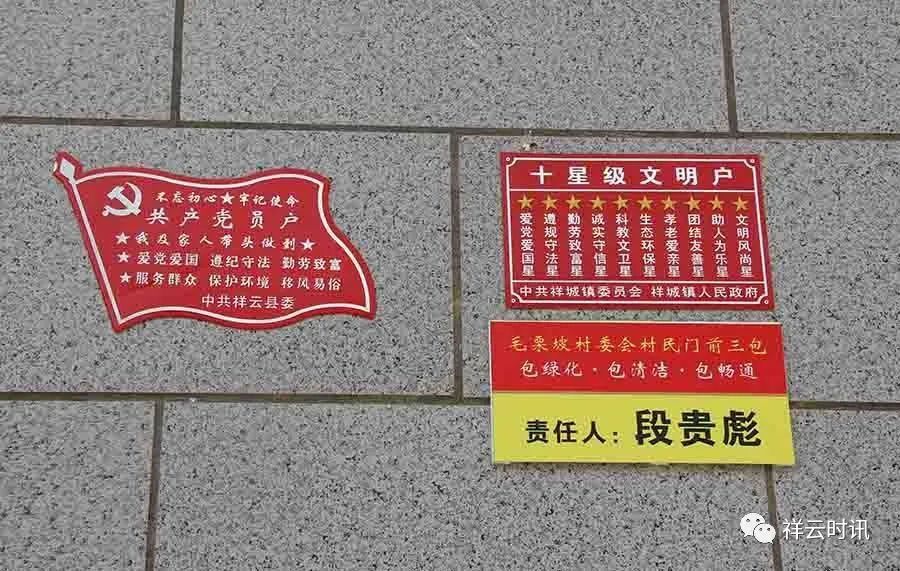 不忘初心★牢记使命
共产党员户
★我及家人带头做到★
★爱党爱国 遵纪守法 勤劳致富
★服务群众 保护环境 移风易俗
中共祥云县委
十星级文明户
★★★★★★★★★★
爱党爱国星
遵规守法星
勤劳致富星
诚实守信星
科教文卫星
生态环保星
孝老爱亲星
团结友善星
助人为乐星
文明风尚星
中共祥城镇委员会 祥城镇人民政府
毛栗坡村委会村民门前三包
包绿化·包清洁·包畅通
责任人：段贵彪
祥云时讯